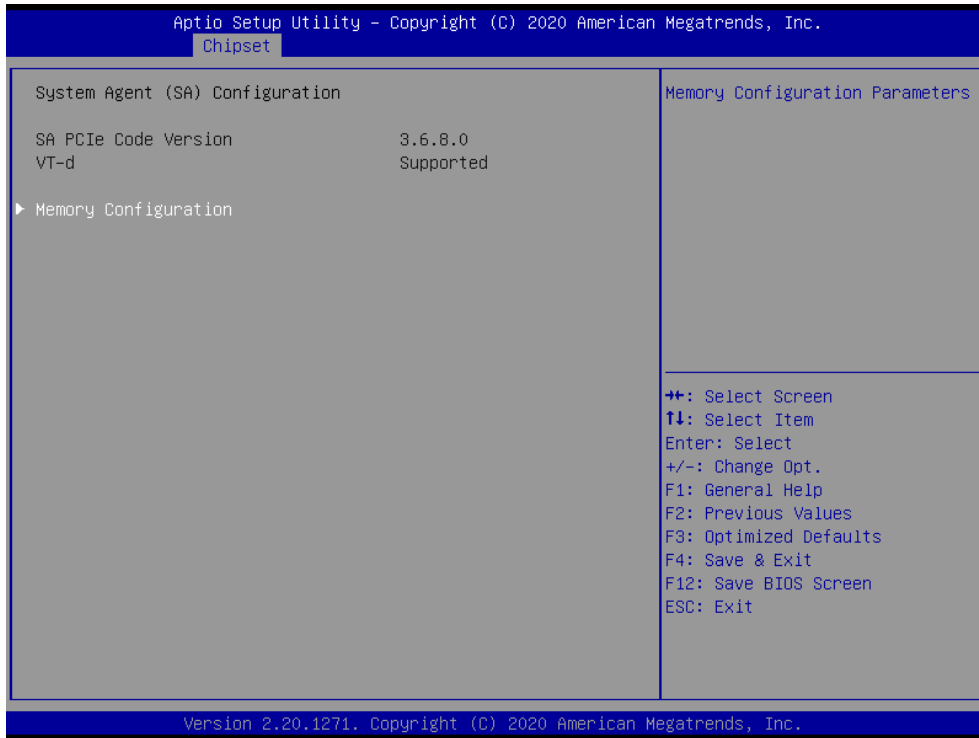 Aptio Setup Utility – Copyright (C) 2020 American Megatrends, Inc.
Chipset
System Agent (SA) Configuration
SA PCIe Code Version 3.6.8.0
VT-d Supported
▶ Memory Configuration
Memory Configuration Parameters
→←: Select Screen
↑↓: Select Item
Enter: Select
+/-: Change Opt.
F1: General Help
F2: Previous Values
F3: Optimized Defaults
F4: Save & Exit
F12: Save BIOS Screen
ESC: Exit
Version 2.20.1271. Copyright (C) 2020 American Megatrends, Inc.